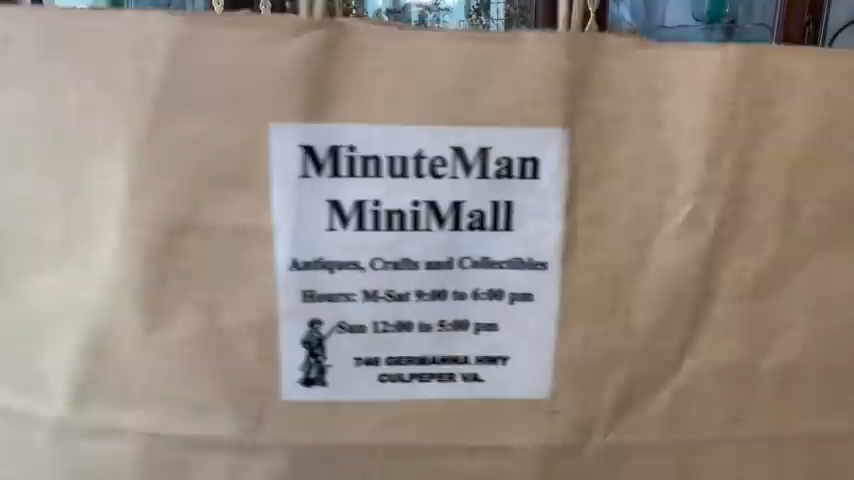 MinuteMan
MiniMall
Antiques, Crafts and Collectibles
Hours: M-Sat 9:00 to 6:00 pm
Sun 12:00 to 5:00 pm
746 GERMANNA HWY
CULPEPER VA.